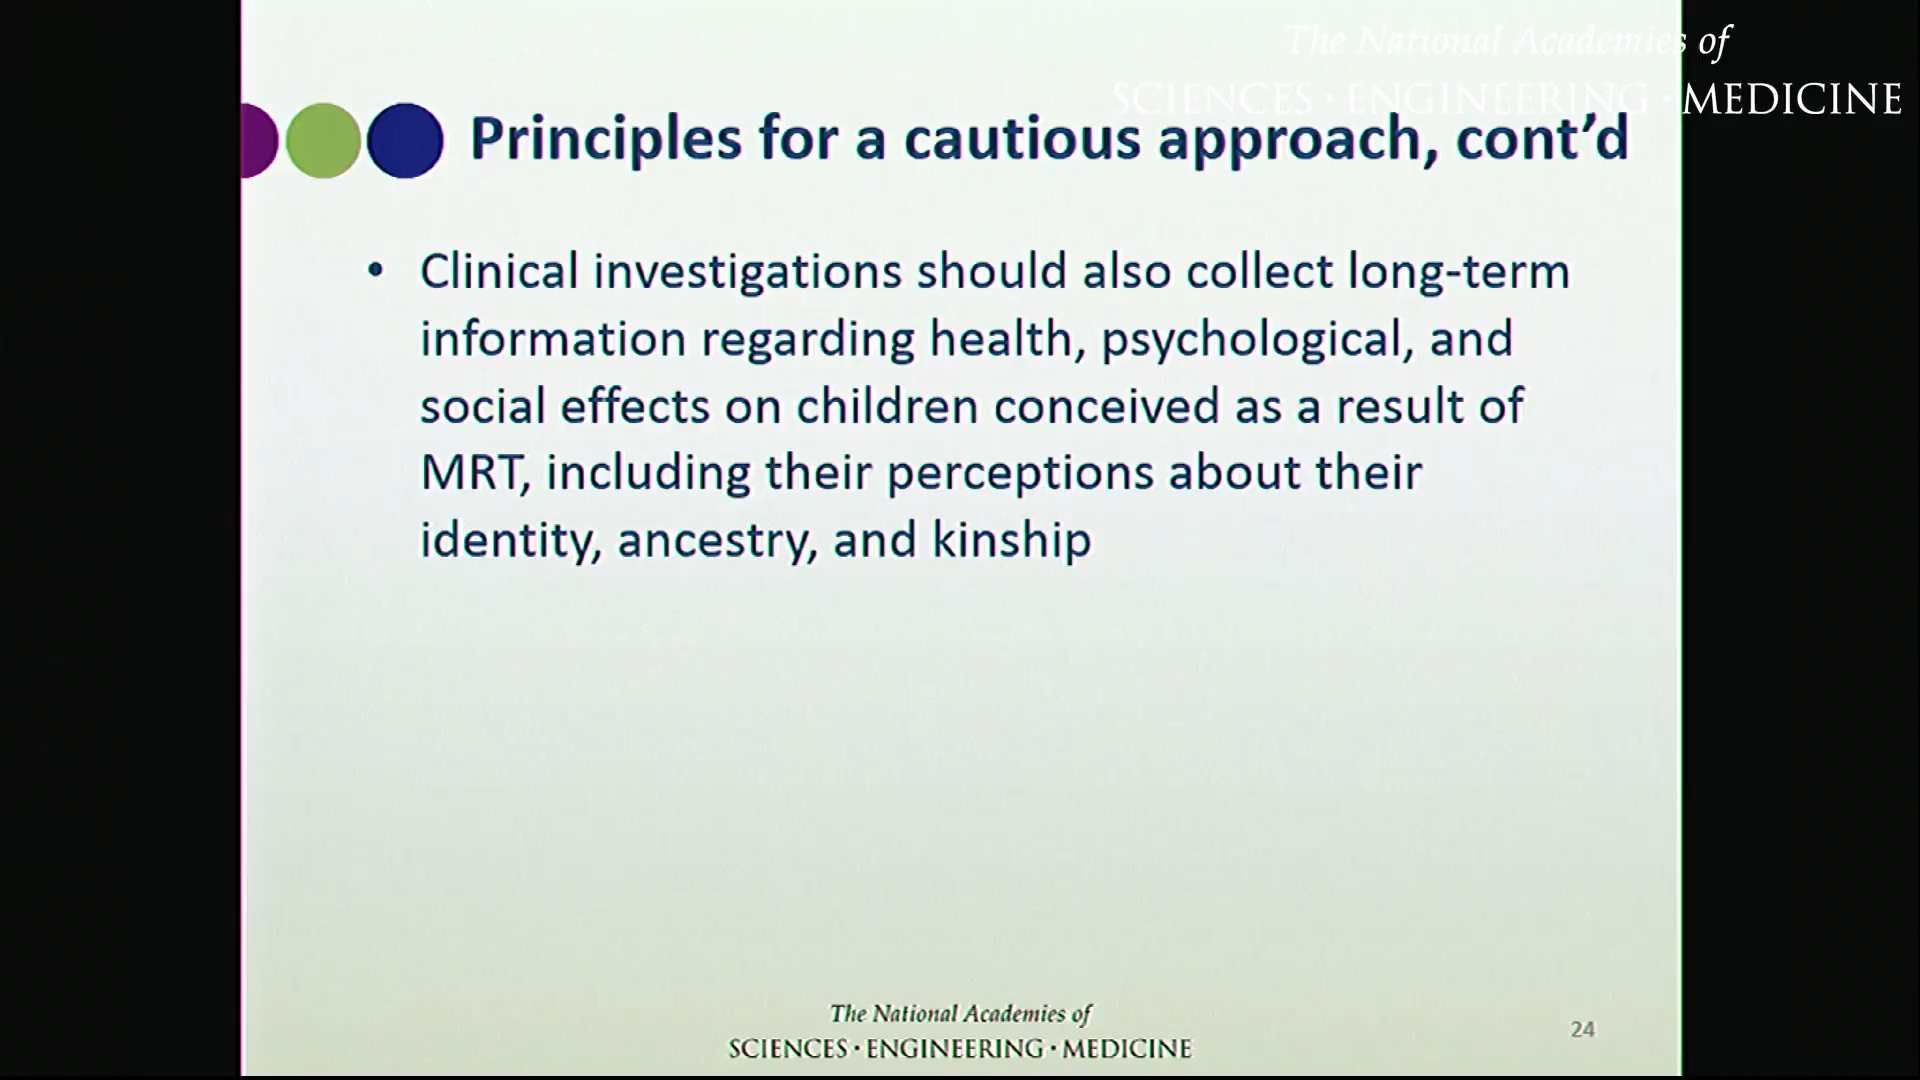 The National Academies of
SCIENCES · ENGINEERING · MEDICINE
Principles for a cautious approach, cont’d
• Clinical investigations should also collect long-term
information regarding health, psychological, and
social effects on children conceived as a result of
MRT, including their perceptions about their
identity, ancestry, and kinship
The National Academies of
SCIENCES · ENGINEERING · MEDICINE
24